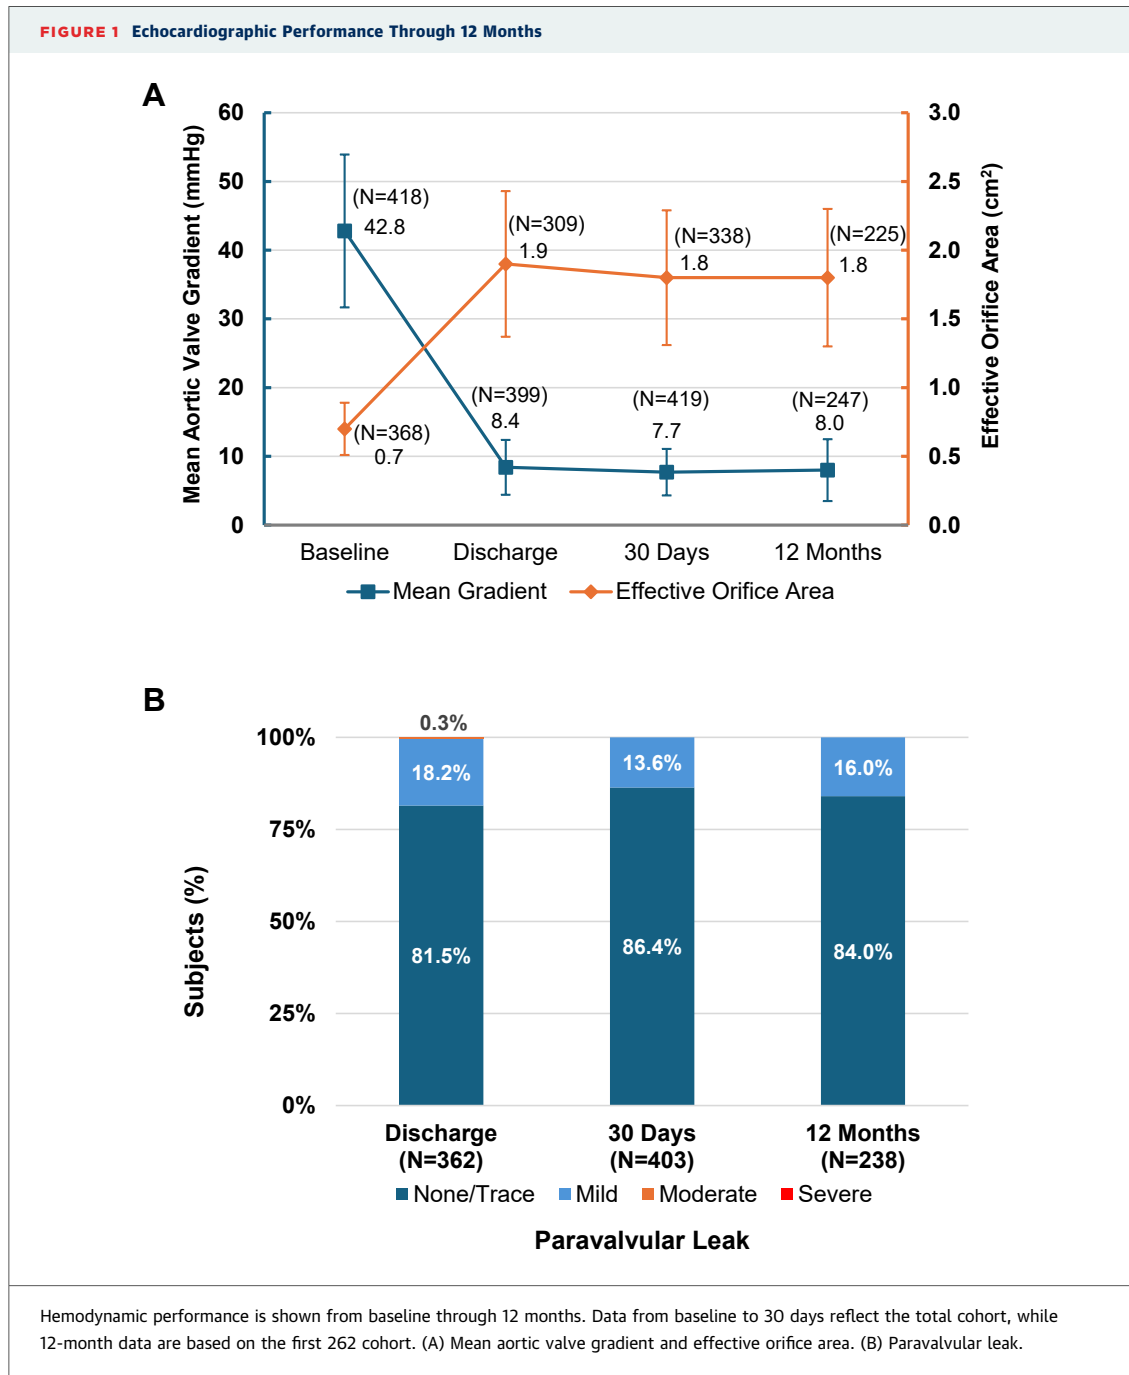 FIGURE 1 Echocardiographic Performance Through 12 Months
A
Mean Aortic Valve Gradient (mmHg)
60
50
40
30
20
10
0
3.0
2.5
2.0
1.5
1.0
0.5
0.0
Effective Orifice Area (cm²)
(N=418)
42.8
(N=309)
1.9
(N=338)
1.8
(N=225)
1.8
(N=368)
0.7
(N=399)
8.4
(N=419)
7.7
(N=247)
8.0
Baseline Discharge 30 Days 12 Months
Mean Gradient Effective Orifice Area
B
Subjects (%)
100%
75%
50%
25%
0%
0.3%
18.2%
81.5%
13.6%
86.4%
16.0%
84.0%
Discharge 30 Days 12 Months
(N=362) (N=403) (N=238)
None/Trace Mild Moderate Severe
Paravalvular Leak
Hemodynamic performance is shown from baseline through 12 months. Data from baseline to 30 days reflect the total cohort, while
12-month data are based on the first 262 cohort. (A) Mean aortic valve gradient and effective orifice area. (B) Paravalvular leak.